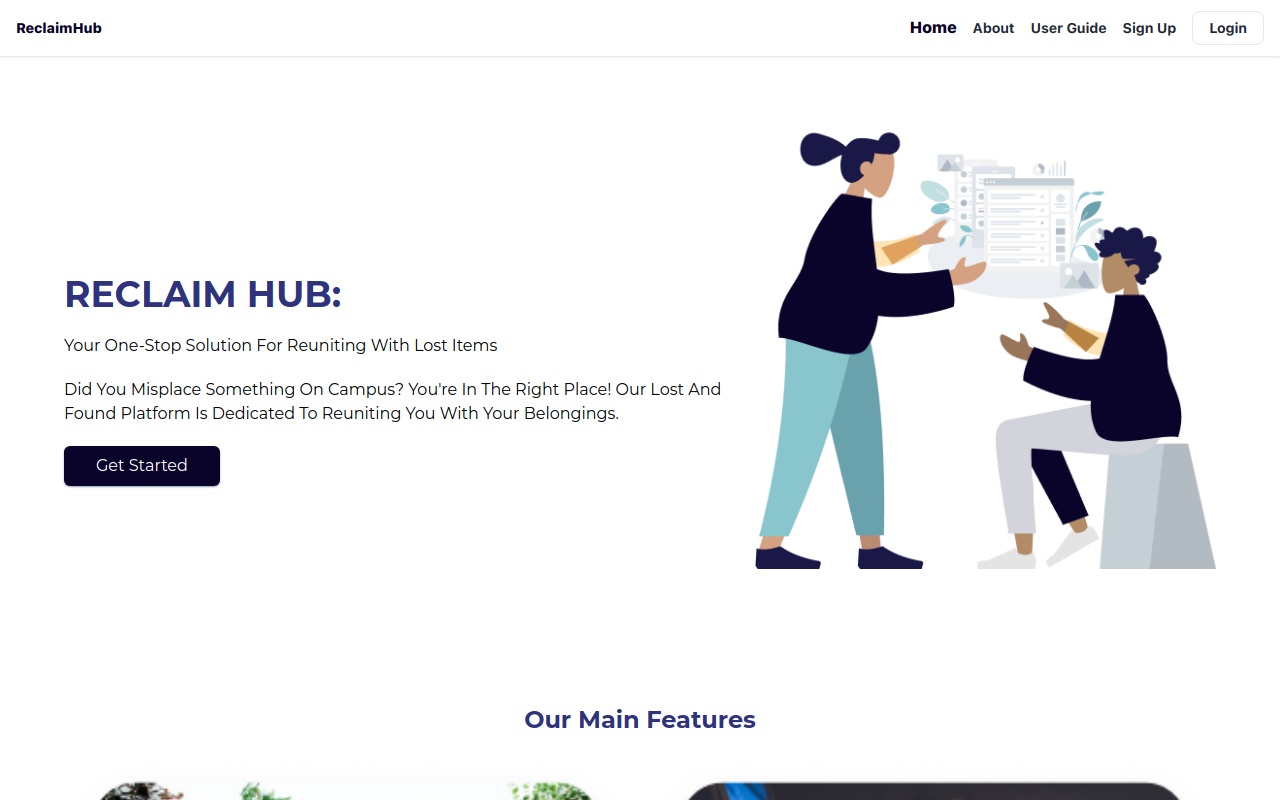 ReclaimHub
Home About User Guide Sign Up Login
RECLAIM HUB:
Your One-Stop Solution For Reuniting With Lost Items
Did You Misplace Something On Campus? You're In The Right Place! Our Lost And
Found Platform Is Dedicated To Reuniting You With Your Belongings.
Get Started
Our Main Features